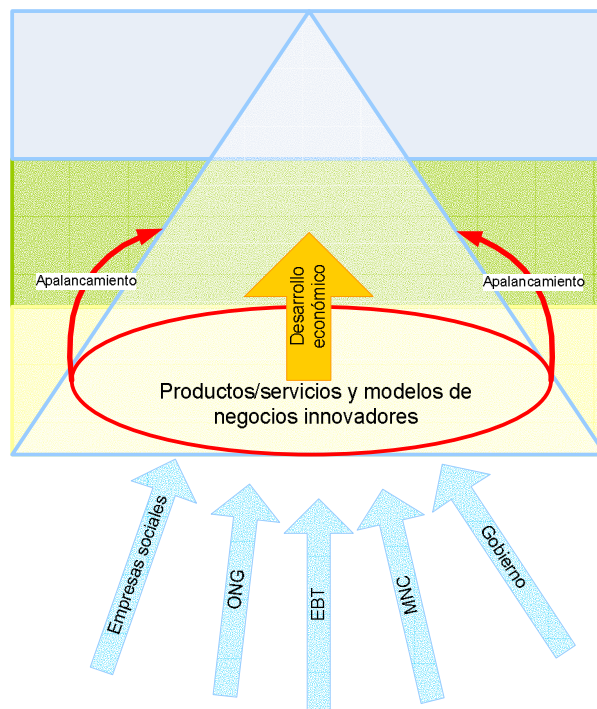 Apalancamiento
Apalancamiento
Desarrollo
económico
Productos/servicios y modelos de
negocios innovadores
Empresas sociales
ONG
EBT
MNC
Gobierno